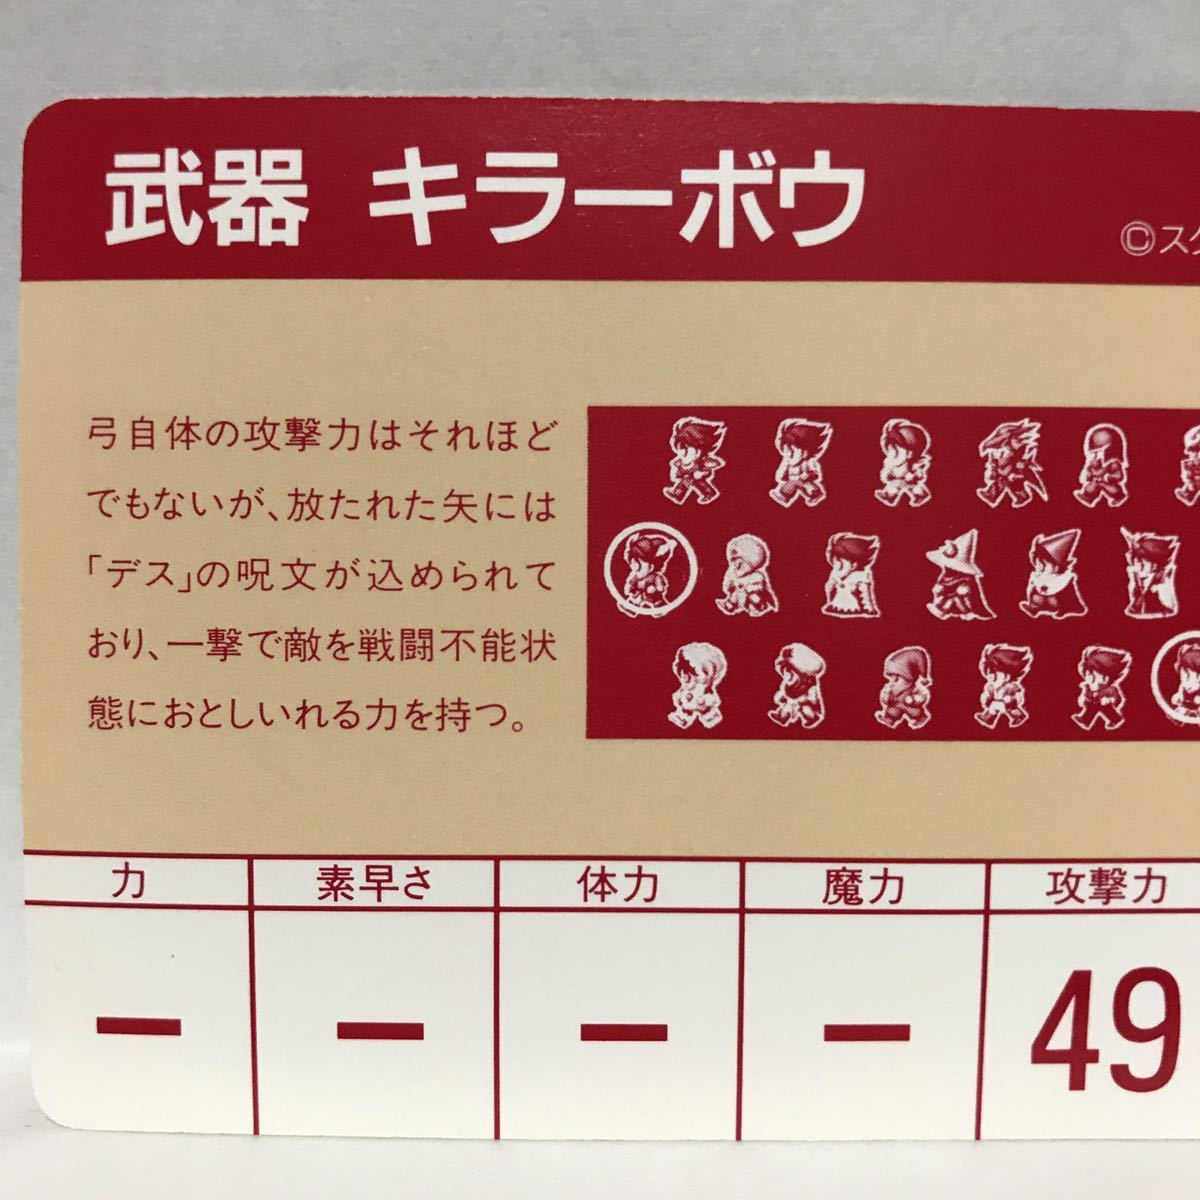 武器 キラーボウ
©スク
弓自体の攻撃力はそれほど
でもないが、放たれた矢には
「デス」の呪文が込められて
おり、一撃で敵を戦闘不能状
態におとしいれる力を持つ。
力 素早さ 体力 魔力 攻撃力
ー ー ー ー 49